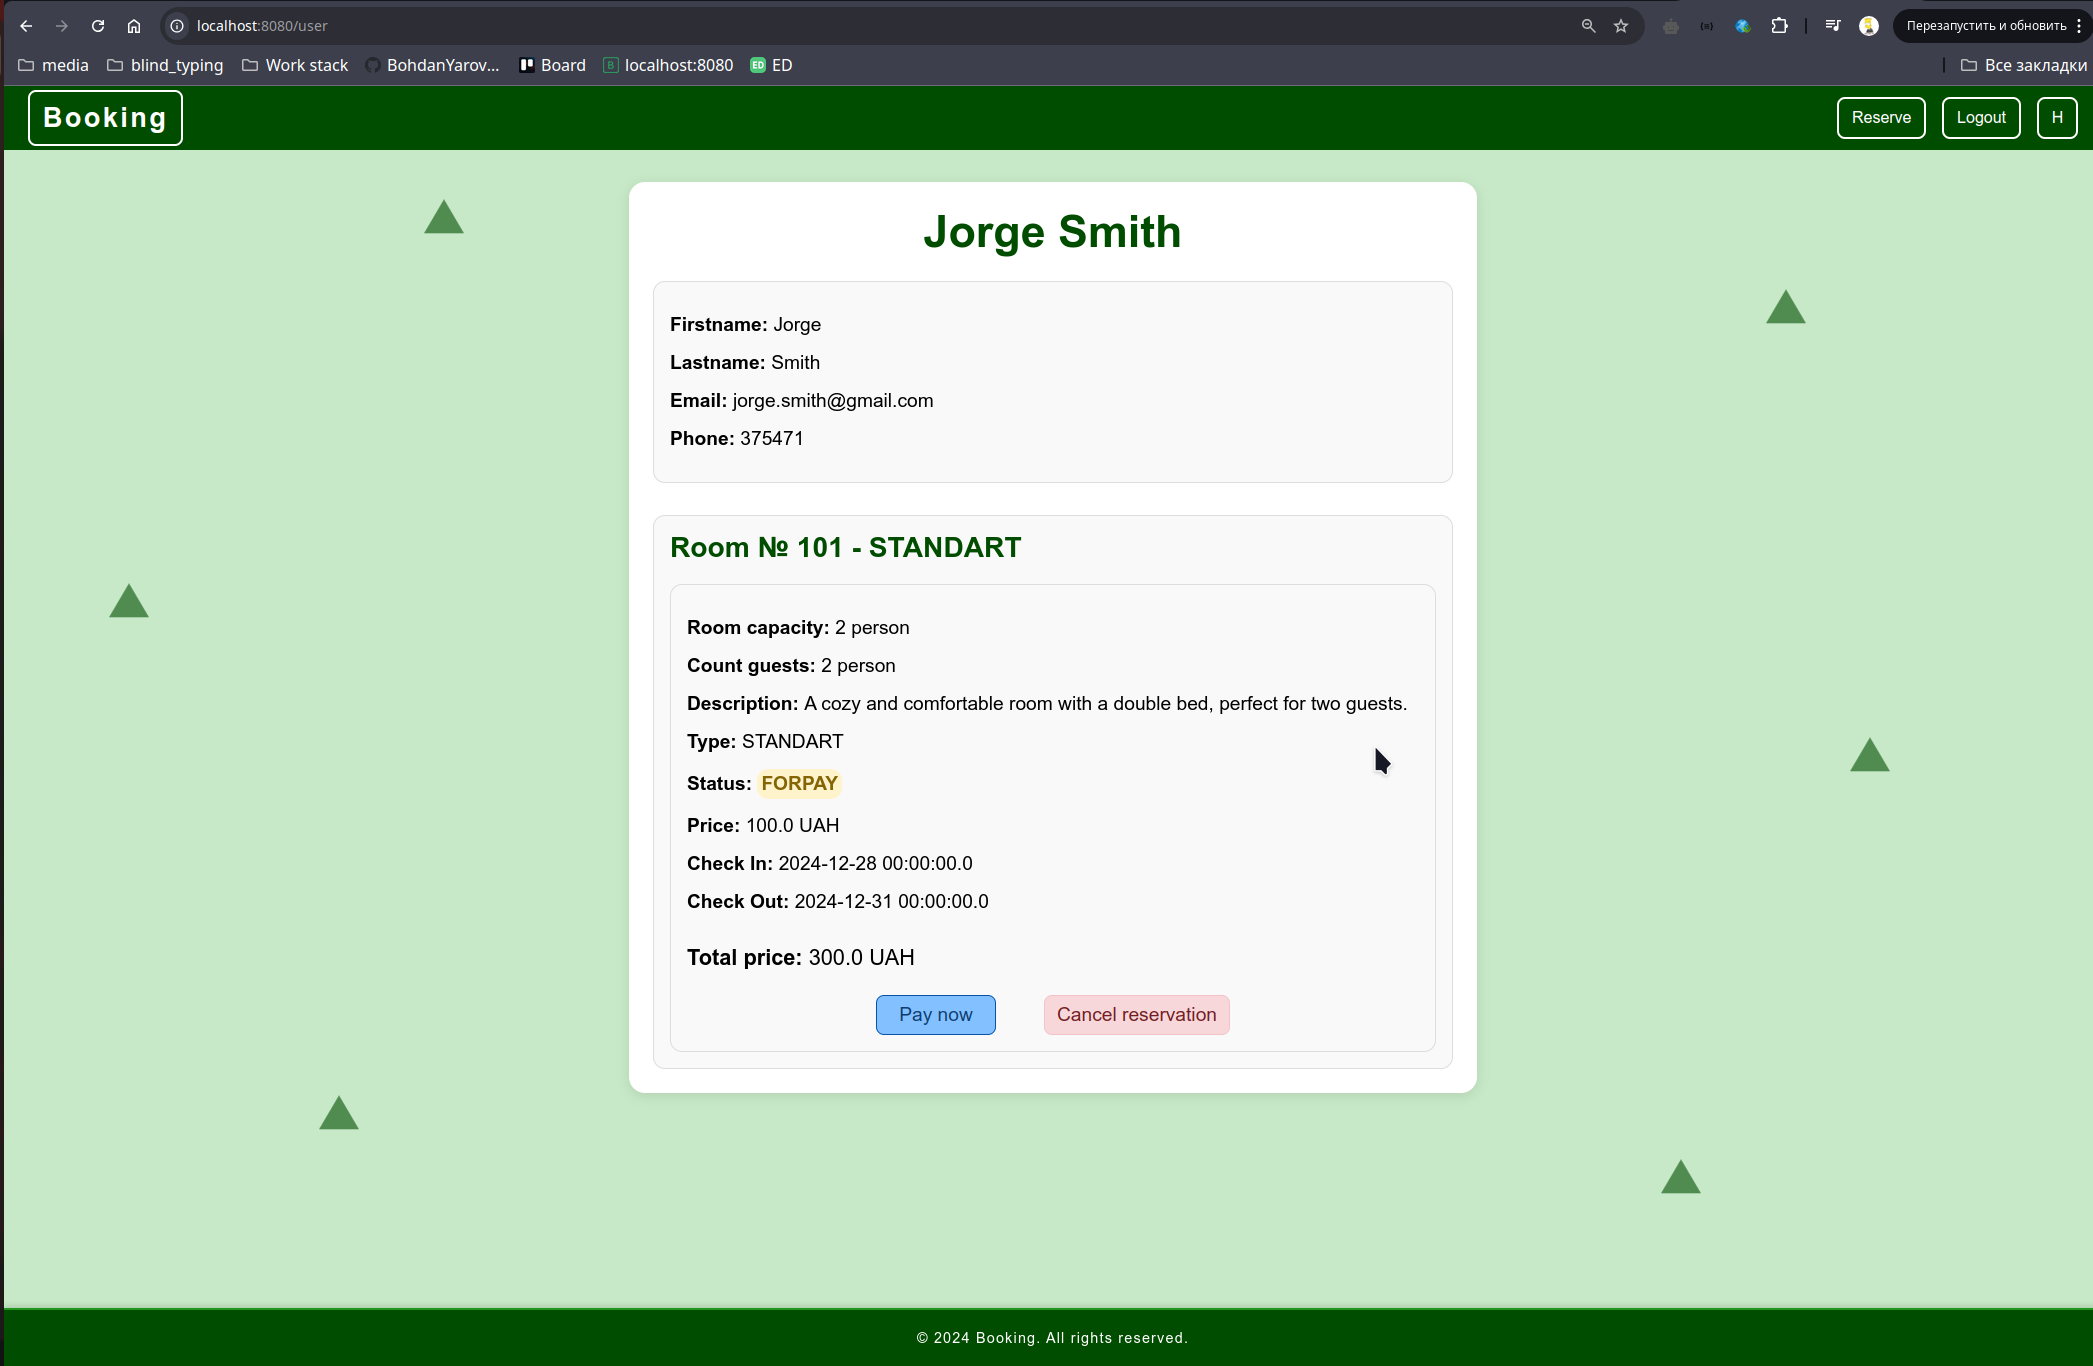 localhost:8080/user
Перезапустить и обновить
media blind_typing Work stack BohdanYarov... Board localhost:8080 ED ED
Все закладки
Booking
Reserve Logout H
Jorge Smith
Firstname: Jorge
Lastname: Smith
Email: jorge.smith@gmail.com
Phone: 375471
Room № 101 - STANDART
Room capacity: 2 person
Count guests: 2 person
Description: A cozy and comfortable room with a double bed, perfect for two guests.
Type: STANDART
Status: FORPAY
Price: 100.0 UAH
Check In: 2024-12-28 00:00:00.0
Check Out: 2024-12-31 00:00:00.0
Total price: 300.0 UAH
Pay now Cancel reservation
© 2024 Booking. All rights reserved.